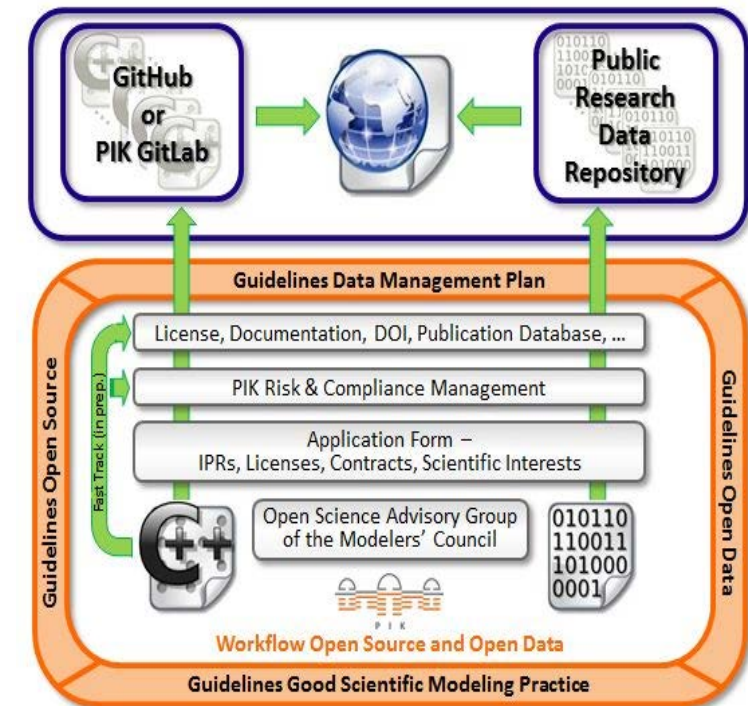 GitHub
or
PIK GitLab
Public
Research
Data
Repository
Guidelines Data Management Plan
License, Documentation, DOI, Publication Database, ...
PIK Risk & Compliance Management
Application Form –
IPRs, Licenses, Contracts, Scientific Interests
Open Science Advisory Group
of the Modelers' Council
Fast Track (in prep.)
Guidelines Open Source
Guidelines Open Data
C++
010110
110011
101000
0001
PIK
Workflow Open Source and Open Data
Guidelines Good Scientific Modeling Practice